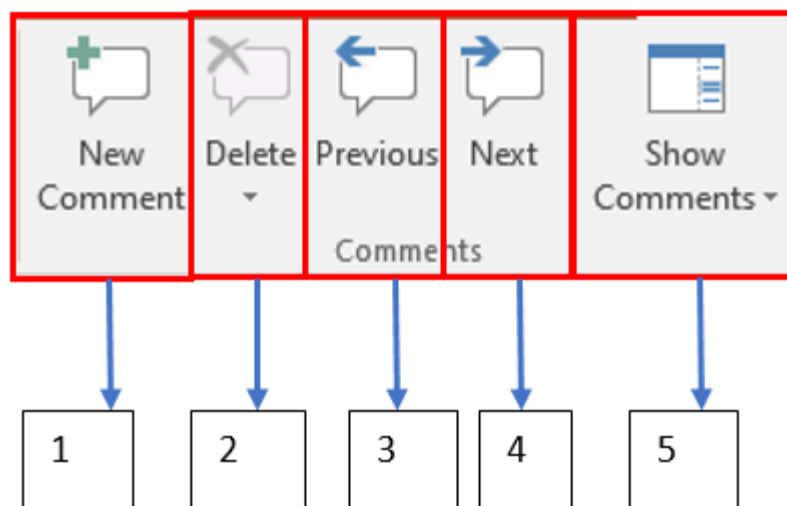 New
Comment
Delete
Previous
Next
Show
Comments
Comments
1
2
3
4
5